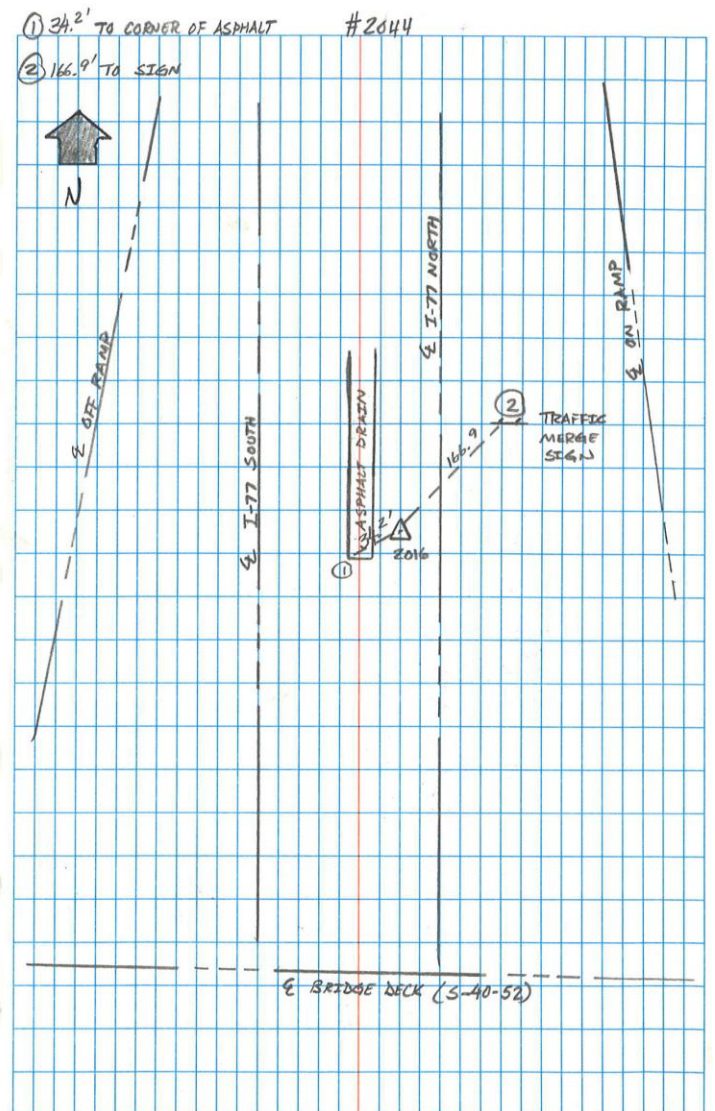 ① 34.2' TO CORNER OF ASPHALT #2044
② 166.9' TO SIGN
N
℄ OFF RAMP
℄ I-77 SOUTH
ASPHALT DRAIN
℄ I-77 NORTH
℄ ON RAMP
②
TRAFFIC
MERGE
SIGN
166.9
34.2'
2016
①
℄ BRIDGE DECK (S-40-52)